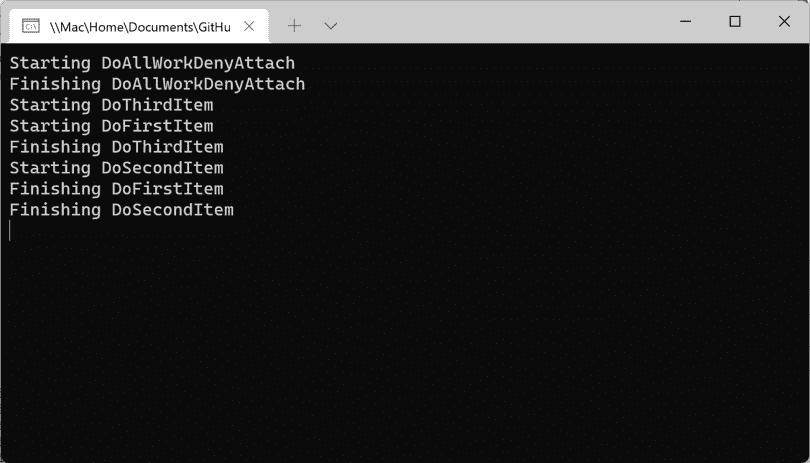 \\Mac\Home\Documents\GitHu
Starting DoAllWorkDenyAttach
Finishing DoAllWorkDenyAttach
Starting DoThirdItem
Starting DoFirstItem
Finishing DoThirdItem
Starting DoSecondItem
Finishing DoFirstItem
Finishing DoSecondItem